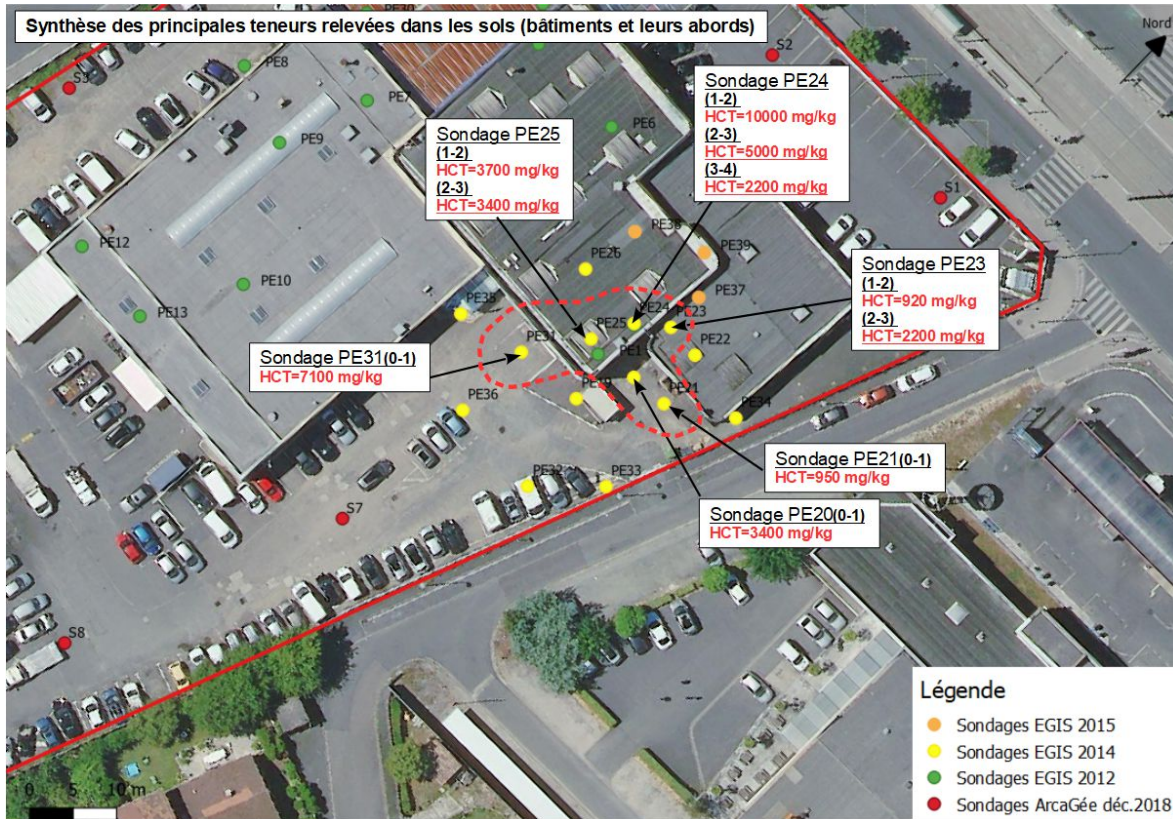 Synthèse des principales teneurs relevées dans les sols (bâtiments et leurs abords)
Nord
PE30
S3
PE8
PE7
S2
Sondage PE24
(1-2)
HCT=10000 mg/kg
(2-3)
HCT=5000 mg/kg
(3-4)
HCT=2200 mg/kg
Sondage PE25
(1-2)
HCT=3700 mg/kg
(2-3)
HCT=3400 mg/kg
PE6
PE9
S1
PE12
PE38
PE39
PE26
PE10
PE37
Sondage PE23
(1-2)
HCT=920 mg/kg
(2-3)
HCT=2200 mg/kg
PE13
PE35
PE24
PE23
PE25
PE31
PE22
PE1
Sondage PE31(0-1)
HCT=7100 mg/kg
PE21
PE36
PE34
Sondage PE21(0-1)
HCT=950 mg/kg
PE32
PE33
Sondage PE20(0-1)
HCT=3400 mg/kg
S7
S8
Légende
Sondages EGIS 2015
Sondages EGIS 2014
Sondages EGIS 2012
Sondages ArcaGée déc.2018
0 5 10 m